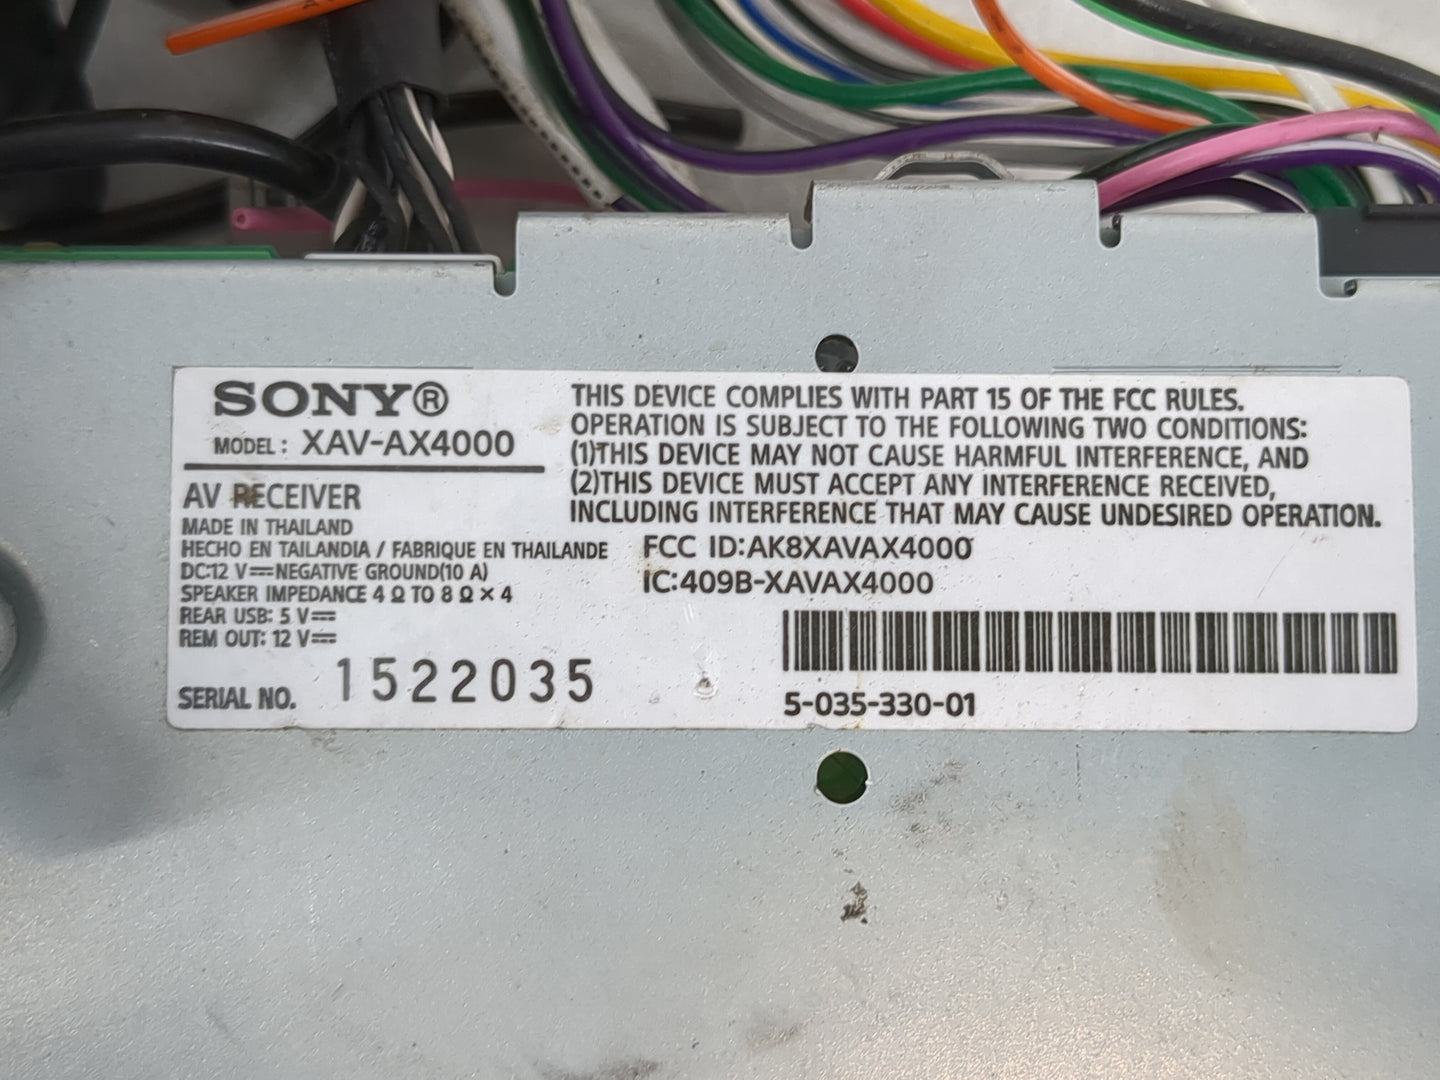 SONY®
MODEL: XAV-AX4000
AV RECEIVER
MADE IN THAILAND
HECHO EN TAILANDIA / FABRIQUE EN THAILANDE
DC:12 V⎓NEGATIVE GROUND(10 A)
SPEAKER IMPEDANCE 4 Ω TO 8 Ω × 4
REAR USB: 5 V⎓
REM OUT: 12 V⎓
SERIAL NO. 1522035
THIS DEVICE COMPLIES WITH PART 15 OF THE FCC RULES.
OPERATION IS SUBJECT TO THE FOLLOWING TWO CONDITIONS:
(1)THIS DEVICE MAY NOT CAUSE HARMFUL INTERFERENCE, AND
(2)THIS DEVICE MUST ACCEPT ANY INTERFERENCE RECEIVED,
INCLUDING INTERFERENCE THAT MAY CAUSE UNDESIRED OPERATION.
FCC ID:AK8XAVAX4000
IC:409B-XAVAX4000
5-035-330-01